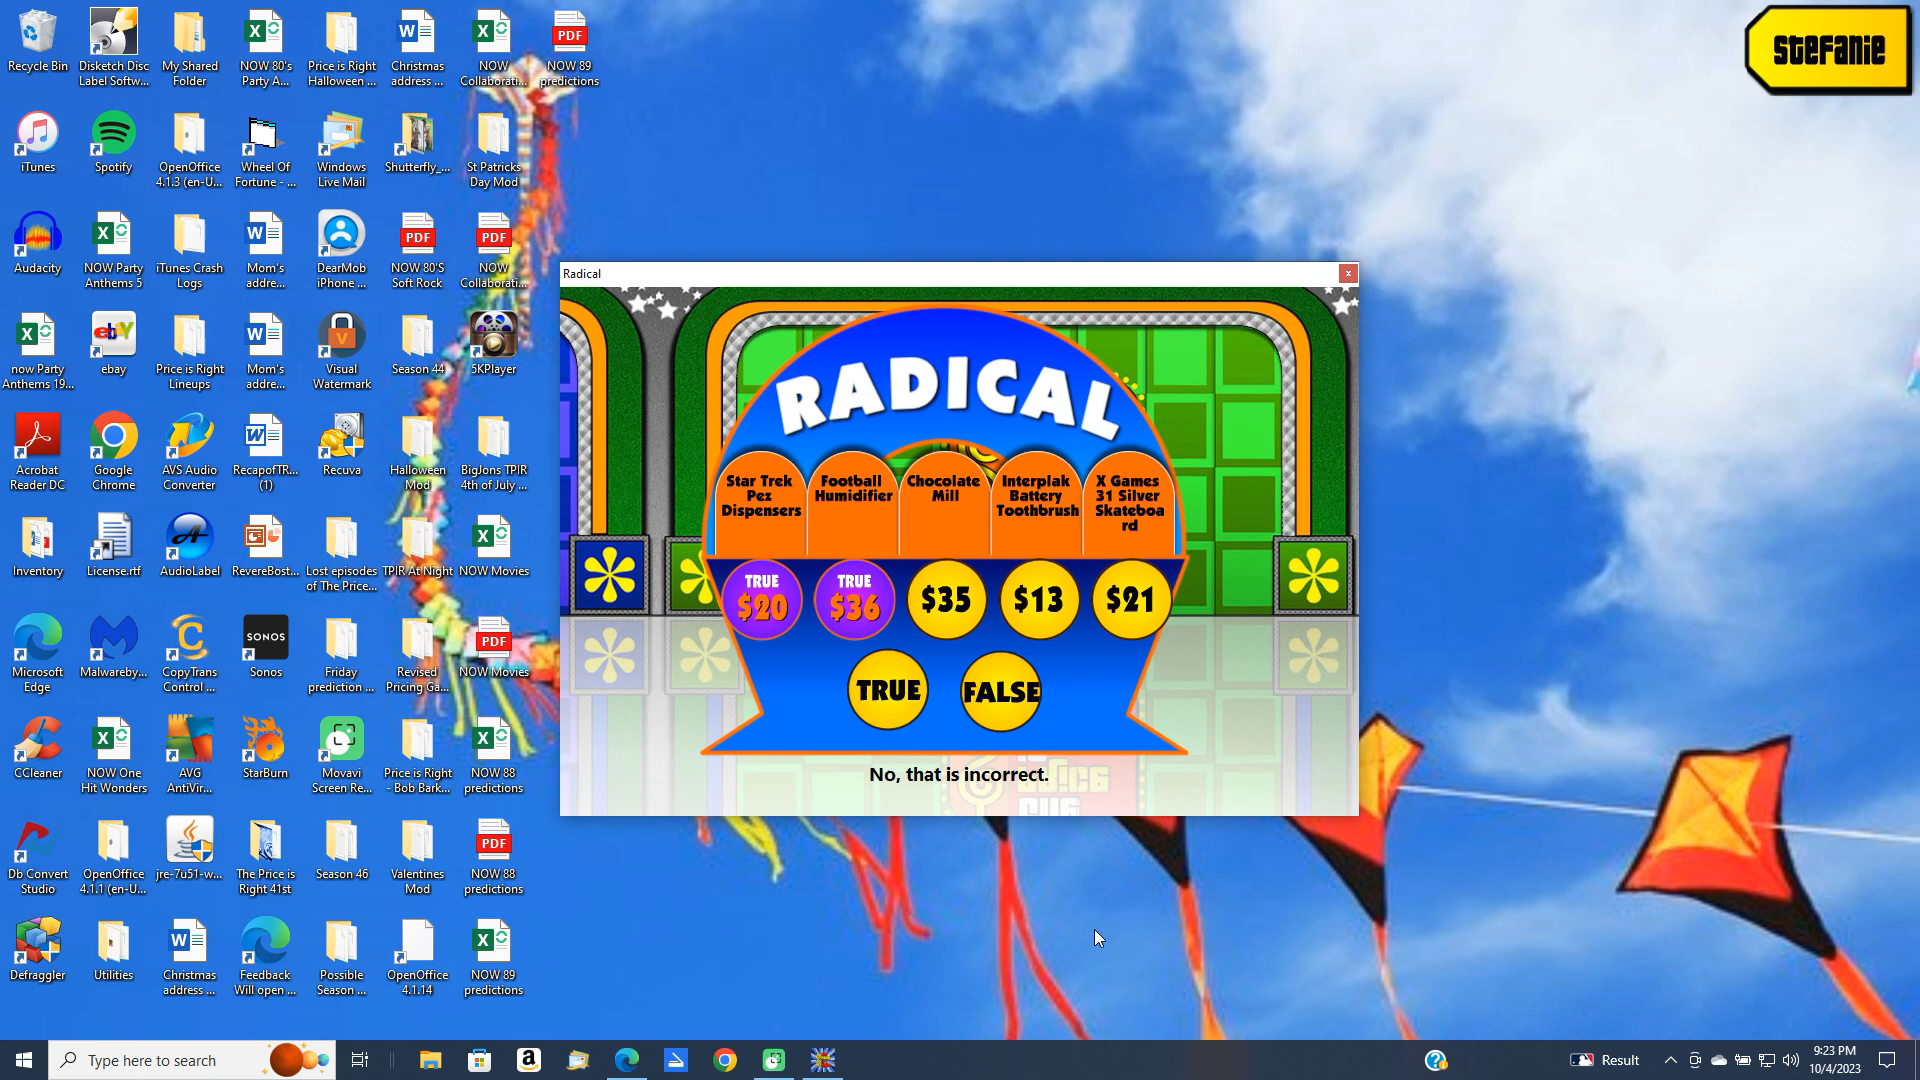 Recycle Bin
Disketch Disc
Label Softw...
My Shared
Folder
NOW 80's
Party A...
Price is Right
Halloween ...
Christmas
address ...
NOW
Collaborati...
PDF
NOW 89
predictions
STEFANIE
iTunes
Spotify
OpenOffice
4.1.3 (en-U...
Wheel Of
Fortune - ...
Windows
Live Mail
Shutterfly_...
St Patricks
Day Mod
Audacity
NOW Party
Anthems 5
iTunes Crash
Logs
Mom's
addre...
DearMob
iPhone ...
PDF
NOW 80'S
Soft Rock
PDF
NOW
Collaborati...
now Party
Anthems 19...
ebay
ebay
Price is Right
Lineups
Mom's
addre...
Visual
Watermark
Season 44
5KPlayer
Acrobat
Reader DC
Google
Chrome
AVS Audio
Converter
RecapofTR...
(1)
Recuva
Halloween
Mod
BigJons TPIR
4th of July ...
Inventory
License.rtf
AudioLabel
RevereBost...
Lost episodes
of The Price...
TPIR At Night
NOW Movies
Microsoft
Edge
Malwareby...
CopyTrans
Control ...
SONOS
Sonos
Friday
prediction ...
Revised
Pricing Ga...
PDF
NOW Movies
CCleaner
NOW One
Hit Wonders
AVG
AntiVir...
StarBurn
Movavi
Screen Re...
Price is Right
- Bob Bark...
NOW 88
predictions
Db Convert
Studio
OpenOffice
4.1.1 (en-U...
jre-7u51-w...
The Price is
Right 41st
Season 46
Valentines
Mod
PDF
NOW 88
predictions
Defraggler
Utilities
Christmas
address ...
Feedback
Will open ...
Possible
Season ...
OpenOffice
4.1.14
NOW 89
predictions
Radical
RADICAL
Star Trek
Pez
Dispensers
Football
Humidifier
Chocolate
Mill
Interplak
Battery
Toothbrush
X Games
31 Silver
Skateboa
rd
TRUE
$20
TRUE
$36
$35
$13
$21
TRUE
FALSE
No, that is incorrect.
Type here to search
Result
9:23 PM
10/4/2023